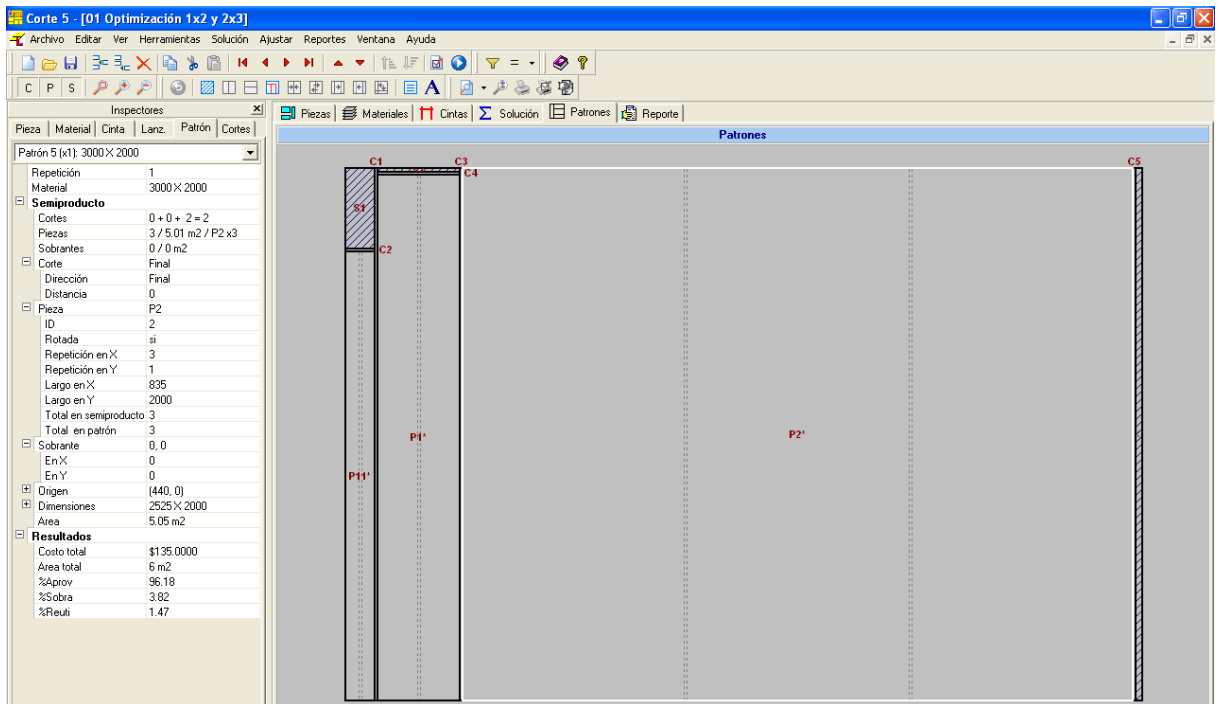 Corte 5 - [01 Optimización 1x2 y 2x3]
Archivo Editar Ver Herramientas Solución Ajustar Reportes Ventana Ayuda
C P S
Inspectores
Pieza Material Cinta Lanz. Patrón Cortes
Piezas Materiales Cintas Solución Patrones Reporte
Patrones
Patrón 5 (x1): 3000 X 2000
Repetición 1
Material 3000 X 2000
Semiproducto
Cortes 0 + 0 + 2 = 2
Piezas 3 / 5.01 m2 / P2 x3
Sobrantes 0 / 0 m2
Corte Final
Dirección Final
Distancia 0
Pieza P2
ID 2
Rotada si
Repetición en X 3
Repetición en Y 1
Largo en X 835
Largo en Y 2000
Total en semiproducto 3
Total en patrón 3
Sobrante 0, 0
En X 0
En Y 0
Origen (440, 0)
Dimensiones 2525 X 2000
Area 5.05 m2
Resultados
Costo total $135.0000
Area total 6 m2
%Aprov 96.18
%Sobra 3.82
%Reuti 1.47
C1 C3 C5
C4
S1
C2
P1'
P2'
P11'